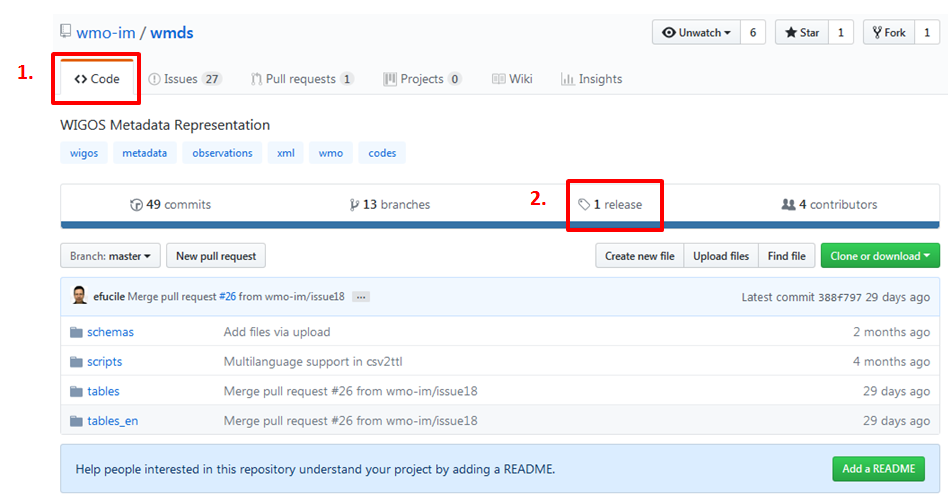 wmo-im / wmds
Unwatch 6 Star 1 Fork 1
1.
Code Issues 27 Pull requests 1 Projects 0 Wiki Insights
WIGOS Metadata Representation
wigos metadata observations xml wmo codes
2.
49 commits 13 branches 1 release 4 contributors
Branch: master New pull request Create new file Upload files Find file Clone or download
efucile Merge pull request #26 from wmo-im/issue18 ... Latest commit 388f797 29 days ago
schemas Add files via upload 2 months ago
scripts Multilanguage support in csv2ttl 4 months ago
tables Merge pull request #26 from wmo-im/issue18 29 days ago
tables_en Merge pull request #26 from wmo-im/issue18 29 days ago
Help people interested in this repository understand your project by adding a README. Add a README